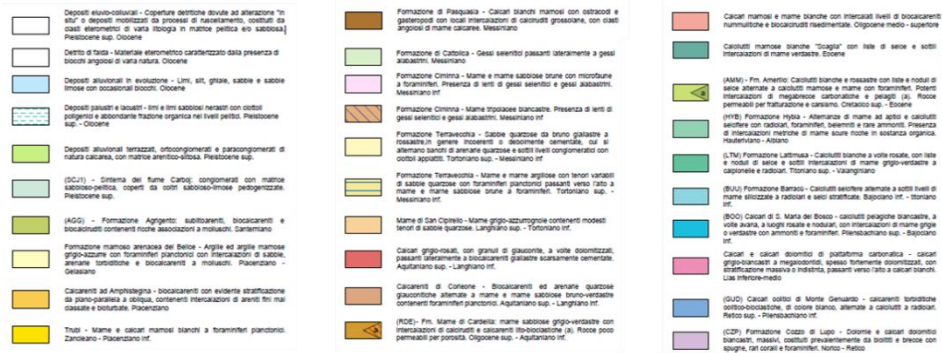 Depositi eluvio-colluviali - Coperture detritiche dovute ad alterazione "in
situ" o depositi mobilizzati da processi di ruscellamento, costituiti da
clasti eterometrici di varia litologia in matrice pelitica e/o sabbiosa.
Pleistocene sup. Olocene
Detrito di falda - Materiale eterometrico caratterizzato dalla presenza di
blocchi angolosi di varia natura. Olocene
Depositi alluvionali in evoluzione - Limi, silt, ghiaie, sabbie e sabbie
limose con occasionali blocchi. Olocene
Depositi palustri e lacustri - limi e limi sabbiosi nerastri con ciottoli
poligenici e abbondante frazione organica nei livelli pelitici. Pleistocene
sup. - Olocene
Depositi alluvionali terrazzati, ortoconglomerati e paraconglomerati di
natura calcarea, con matrice arenitico-siltosa. Pleistocene sup.
(SCJ1) - Sintema del fiume Carboj: conglomerati con matrice
sabbioso-pelitica, coperti da coltri sabbioso-limose pedogenizzate.
Pleistocene sup.
(AGG) - Formazione Agrigento: subitoareniti, biocalcareniti e
biocalciruditi contenenti ricche associazioni a molluschi. Santerniano
Formazione marnoso arenacea del Belice - Argille ed argille marnose
grigio-azzurre con foraminiferi planctonici con intercalazioni di sabbie,
arenarie torbiditiche e biocalcareniti a molluschi. Piacenziano -
Gelasiano
Calcareniti ad Amphistegina - biocalcareniti con evidente stratificazione
da piano-parallela a obliqua, contenenti intercalazioni di areniti fini mal
classate e bioturbate. Piacenziano
Trubi - Marne e calcari marnosi bianchi a foraminiferi planctonici.
Zancleano - Piacenziano inf.
Formazione di Pasquasia - Calcari bianchi marnosi con ostracodi e
gasteropodi con locali intercalazioni di calciruditi grossolane, con clasti
angolosi di marne calcaree. Messiniano
Formazione di Cattolica - Gessi selenitici passanti lateralmente a gessi
alabastrini. Messiniano
Formazione Ciminna - Marne e marne sabbiose brune con microfaune
a foraminiferi. Presenza di lenti di gessi selenitici e gessi alabastrini.
Messiniano inf
Formazione Ciminna - Marne tripolacee biancastre. Presenza di lenti di
gessi selenitici e gessi alabastrini. Messiniano inf.
Formazione Terravecchia - Sabbie quarzose da bruno giallastre a
rossastre,in genere incoerenti o debolmente cementate, cui si
alternano banchi di arenarie quarzose e sottili livelli conglomeratici con
ciottoli appiattiti. Tortoniano sup. - Messiniano inf
Formazione Terravecchia - Marne e marne argillose con tenori variabili
di sabbie quarzose con foraminiferi planctonici passanti verso l'alto a
marne e marne sabbiose brune a foraminiferi. Tortoniano sup. -
Messiniano inf.
Marne di San Cipirello - Marne grigio-azzurrognole contenenti modesti
tenori di sabbie quarzose. Langhiano sup. - Tortoniano inf.
Calcari grigio-rosati, con granuli di glauconite, a volte dolomitizzati,
passanti lateralmente a biocalcareniti glauconitiche scarsamente cementate.
Aquitaniano sup. - Langhiano inf.
Calcareniti di Corleone - Biocalcareniti ed arenarie quarzose
glauconitiche alternate a marne e marne sabbiose bruno-verdastre
contenenti foraminiferi planctonici. Aquitaniano sup. - Langhiano inf.
a
(RDE)- Fm. Marne di Cardellia: marne sabbiose grigio-verdastre con
intercalazioni di calciruditi e calcareniti lito-bioclastiche (a). Rocce poco
permeabili per porosità. Oligocene sup. - Aquitaniano inf.
Calcari marnosi e marne bianche con intercalati livelli di biocalcareniti
nummulitiche e biocalciruditi risedimentate. Oligocene medio - superiore
Calcilutiti marnose bianche "Scaglia" con liste di selce e sottili
intercalazioni di marne verdastre. Eocene
a
(AMM) - Fm. Amerillo: Calcilutiti bianche e rossastre con liste e noduli di
selce alternate a calcilutiti marnose e marne con foraminiferi. Potenti
intercalazioni di megabrecce carbonatiche e pelagiti (a). Rocce
permeabili per fratturazione e carsismo. Cretacico sup. - Eocene
(HYB) Formazione Hybla - Alternanze di marne ad aptici e calcilutiti
selcifere con radiolari, foraminiferi, belemniti e rare ammoniti. Presenza
di intercalazioni metriche di marne scure ricche in sostanza organica.
Hauteriviano - Albiano
(LTM) Formazione Lattimusa - Calcilutiti bianche a volte rosate, con liste
e noduli di selce e sottili intercalazioni di marne grigio-verdastre a
calpionelle e radiolari. Titoniano sup. - Valanginiano
(BUU) Formazione Barracù - Calcilutiti selcifere alternate a sottili livelli di
marne silicizzate a radiolari e selci stratificate. Bajociano inf. - titoniano
inf.
(BOO) Calcari di S. Maria del Bosco - calcilutiti pelagiche biancastre, a
volte avana, a luoghi rosate e nodulari, con intercalazioni di marne grigie
o verdastre con ammoniti e foraminiferi. Pliensbachiano sup. - Bajociano
inf.
Calcari e calcari dolomitici di piattaforma carbonatica - calcari
grigio-biancastri a megalodontidi, spesso fortemente dolomitizzati, con
stratificazione massiva o indistinta, passanti verso l'alto a calcari bianchi.
Lias inferiore-medio
(GUD) Calcari oolitici di Monte Genuardo - calcareniti torbiditiche
oolitico-bioclastiche, di colore bianco, alternate a calcilutiti a radiolari.
Retico sup. - Pliensbachiano inf.
(CZP) Formazione Cozzo di Lupo - Dolomie e calcari dolomitici
biancastri, massivi, costituiti prevalentemente da biolititi e brecce con
spugne, rari coralli e foraminiferi. Norico - Retico